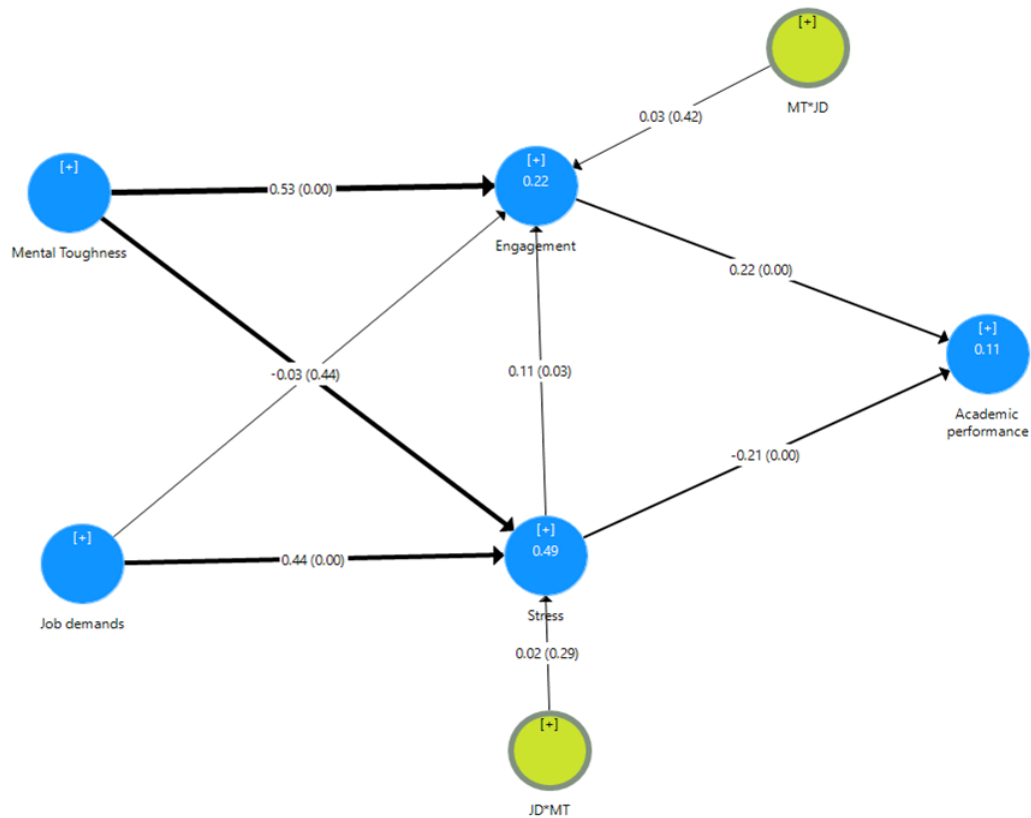 [+]
MT*JD
0.03 (0.42)
[+]
Mental Toughness
0.53 (0.00)
[+]
0.22
Engagement
0.22 (0.00)
-0.03 (0.44)
0.11 (0.03)
[+]
0.11
Academic
performance
-0.21 (0.00)
[+]
Job demands
0.44 (0.00)
[+]
0.49
Stress
0.02 (0.29)
[+]
JD*MT